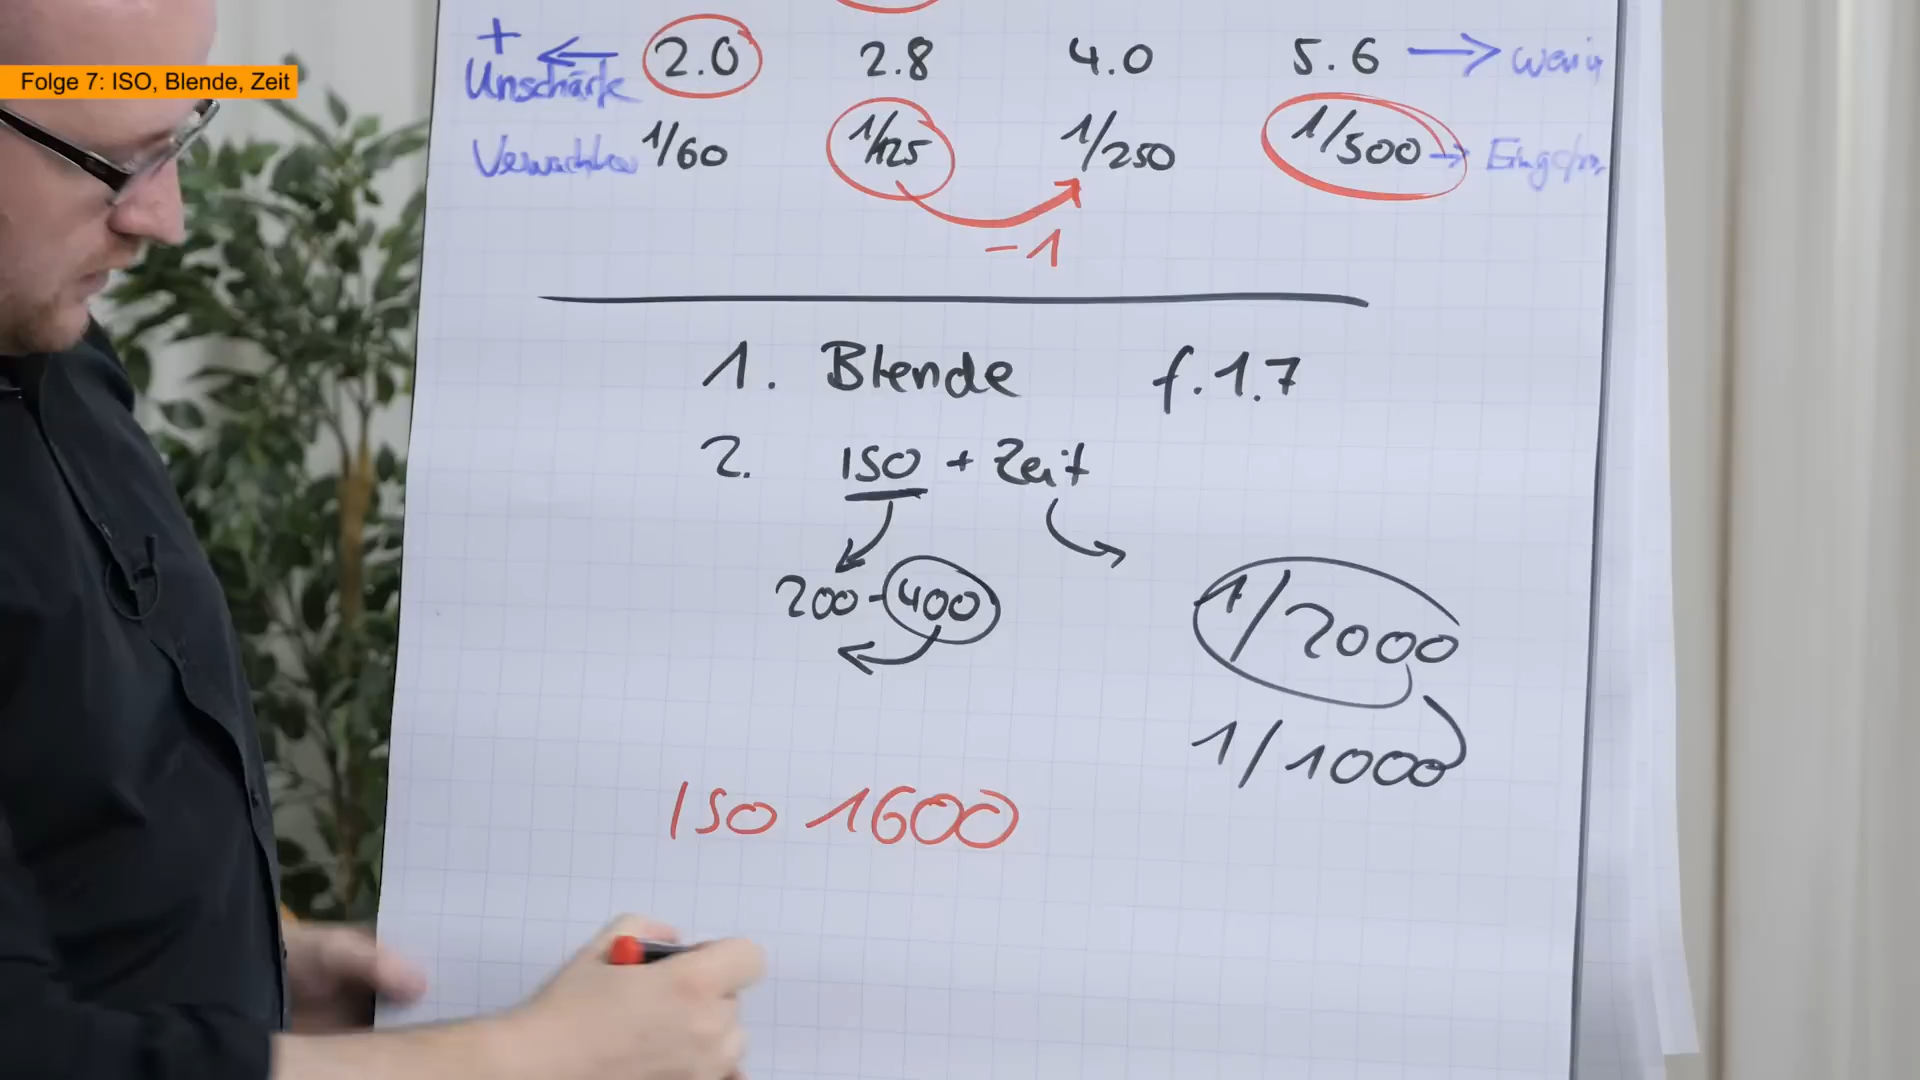 +
2.0 2.8 4.0 5.6
Folge 7: ISO, Blende, Zeit
Unschärfe
1/60 1/125 1/250 1/500
-1
1. Blende f.1.7
2. ISO + Zeit
200-400
1/2000
1/1000
ISO 1600